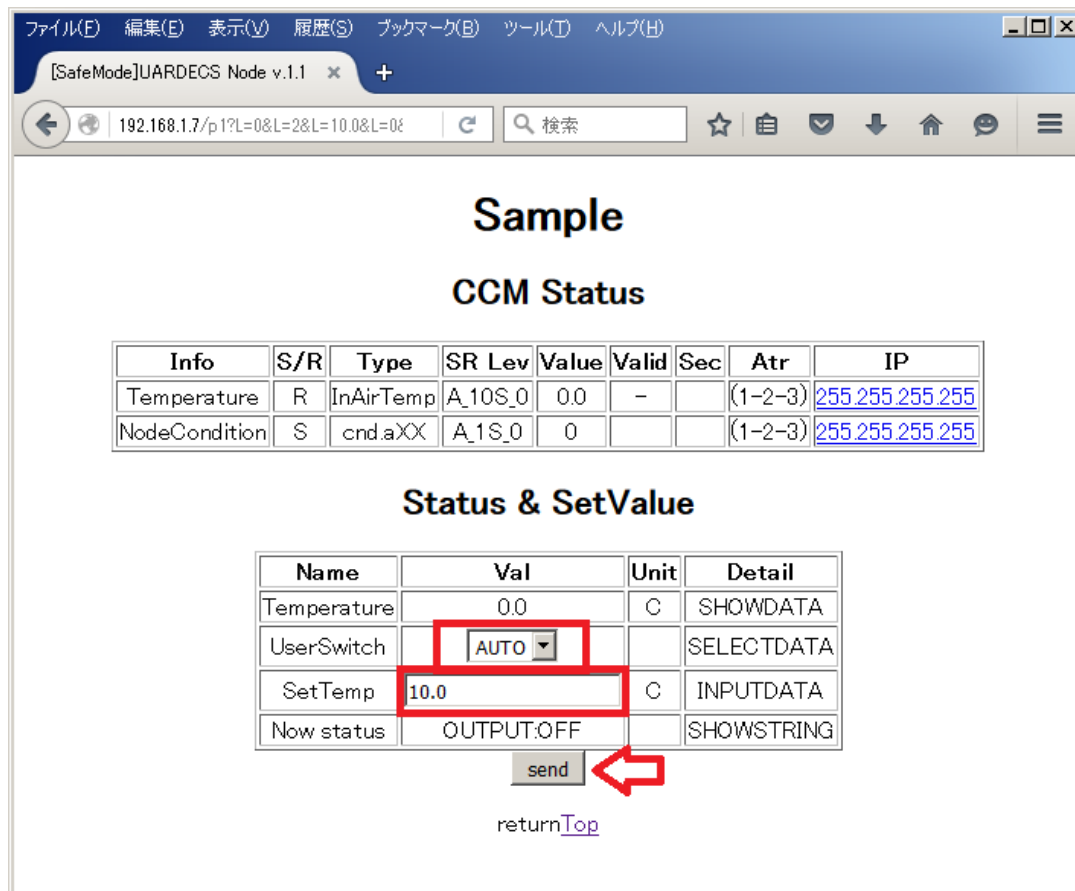 ファイル(F) 編集(E) 表示(V) 履歴(S) ブックマーク(B) ツール(T) ヘルプ(H)
[SafeMode]UARDECS Node v.1.1
192.168.1.7/p1?L=0&L=2&L=10.0&L=0& 検索
Sample
CCM Status
Info S/R Type SR Lev Value Valid Sec Atr IP
Temperature R InAirTemp A_10S_0 0.0 - (1-2-3) 255.255.255.255
NodeCondition S cnd.aXX A_1S_0 0 (1-2-3) 255.255.255.255
Status & SetValue
Name Val Unit Detail
Temperature 0.0 C SHOWDATA
UserSwitch AUTO SELECTDATA
SetTemp 10.0 C INPUTDATA
Now status OUTPUT:OFF SHOWSTRING
send
returnTop